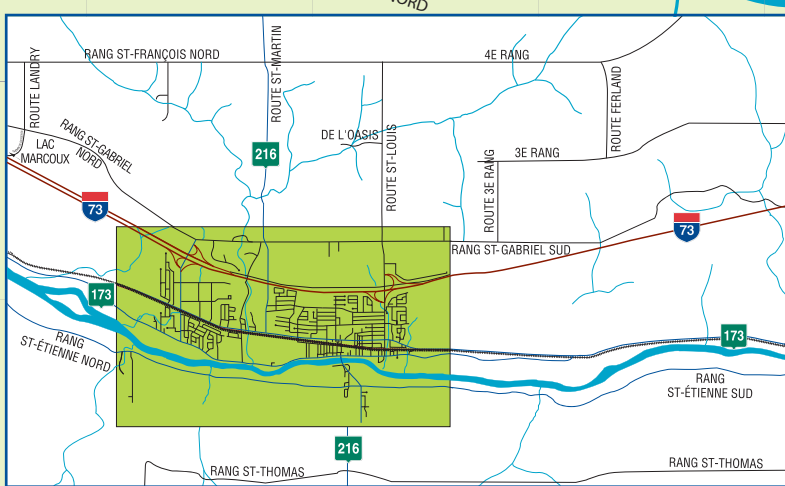 NORD
RANG ST-FRANÇOIS NORD
4E RANG
ROUTE LANDRY
ROUTE ST-MARTIN
ROUTE FERLAND
RANG ST-GABRIEL
NORD
LAC
MARCOUX
DE L'OASIS
ROUTE ST-LOUIS
216
3E RANG
ROUTE 3E RANG
73
73
RANG ST-GABRIEL SUD
173
173
RANG
ST-ÉTIENNE NORD
RANG
ST-ÉTIENNE SUD
216
RANG ST-THOMAS
RANG ST-THOMAS